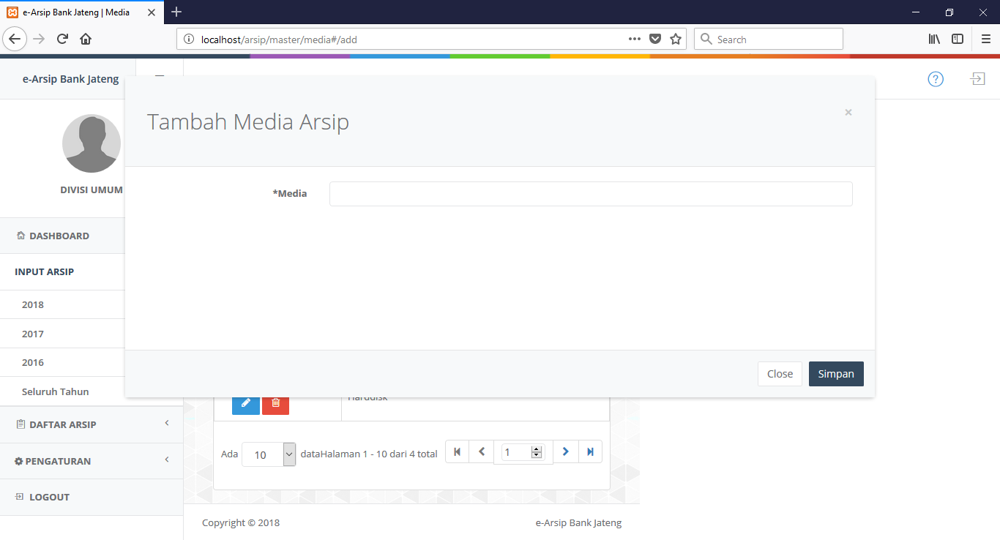 e-Arsip Bank Jateng | Media
localhost/arsip/master/media#/add
Search
e-Arsip Bank Jateng
Tambah Media Arsip
DIVISI UMUM
*Media
DASHBOARD
INPUT ARSIP
2018
2017
2016
Seluruh Tahun
Close
Simpan
Harddisk
DAFTAR ARSIP
Ada 10 dataHalaman 1 - 10 dari 4 total 1
PENGATURAN
LOGOUT
Copyright © 2018
e-Arsip Bank Jateng